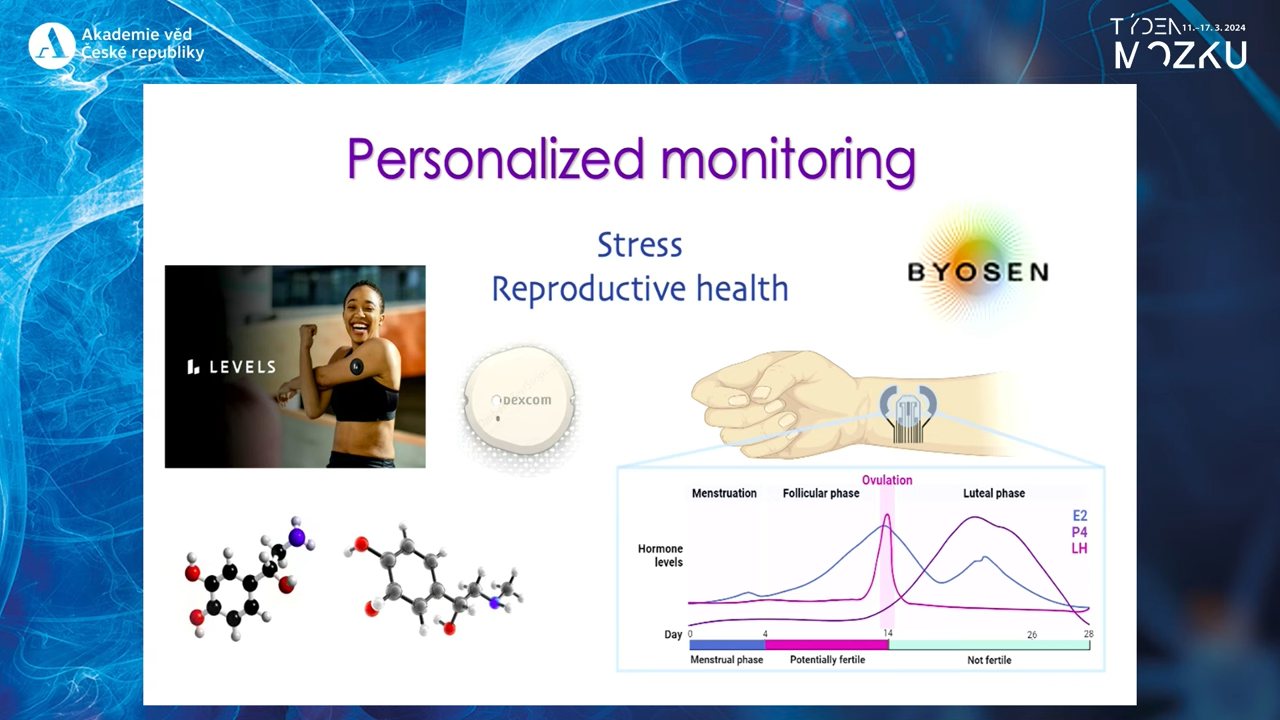 Akademie věd
České republiky
TÝDEN 11.–17. 3. 2024
MOZKU
Personalized monitoring
Stress
Reproductive health
BYOSEN
LEVELS
Dexcom
Ovulation
Menstruation Follicular phase Luteal phase
E2
P4
LH
Hormone
levels
Day 0 4 14 26 28
Menstrual phase Potentially fertile Not fertile